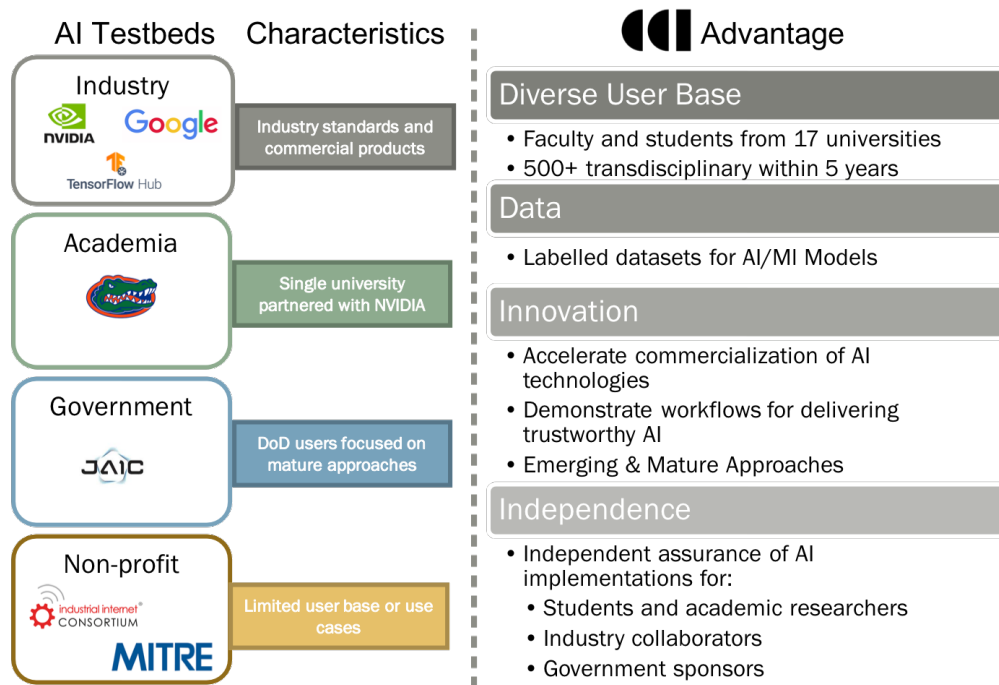 AI Testbeds
Characteristics
CCI Advantage
Industry
NVIDIA
Google
TensorFlow Hub
Industry standards and
commercial products
Academia
Single university
partnered with NVIDIA
Government
JAIC
DoD users focused on
mature approaches
Non-profit
industrial internet®
CONSORTIUM
MITRE
Limited user base or use
cases
Diverse User Base
• Faculty and students from 17 universities
• 500+ transdisciplinary within 5 years
Data
• Labelled datasets for AI/MI Models
Innovation
• Accelerate commercialization of AI
technologies
• Demonstrate workflows for delivering
trustworthy AI
• Emerging & Mature Approaches
Independence
• Independent assurance of AI
implementations for:
• Students and academic researchers
• Industry collaborators
• Government sponsors